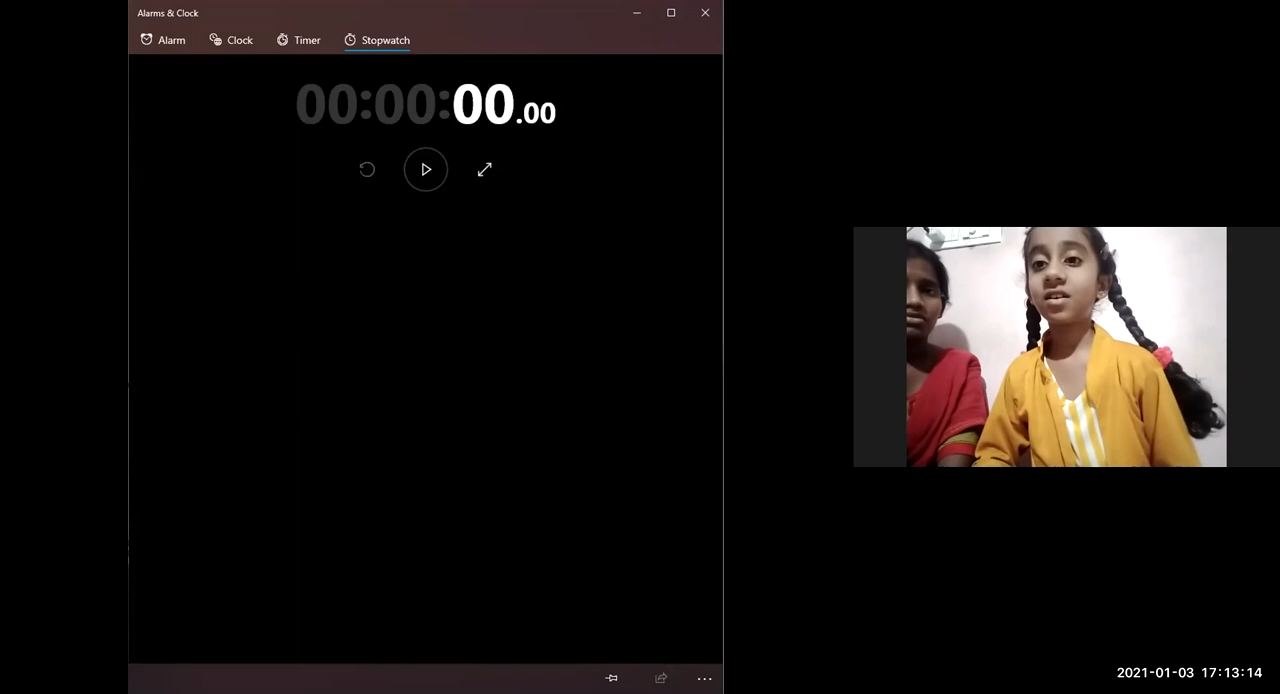 Alarms & Clock
Alarm Clock Timer Stopwatch
00:00:00.00
2021-01-03 17:13:14